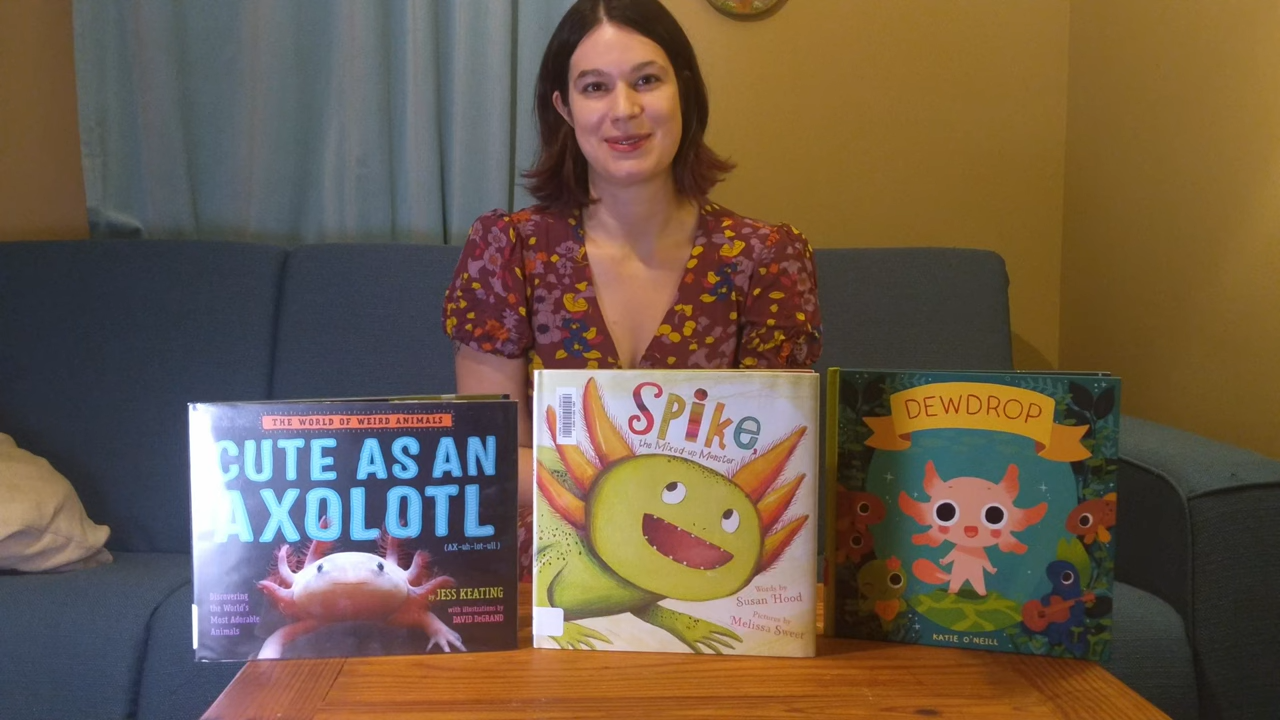 THE WORLD OF WEIRD ANIMALS
CUTE AS AN
AXOLOTL
(AX-uh-lot-ull)
Discovering
the World's
Most Adorable
Animals
by JESS KEATING
with illustrations by
DAVID DeGRAND
Spike,
the Mixed-up Monster
Words by
Susan Hood
Pictures by
Melissa Sweet
DEWDROP
KATIE O'NEILL